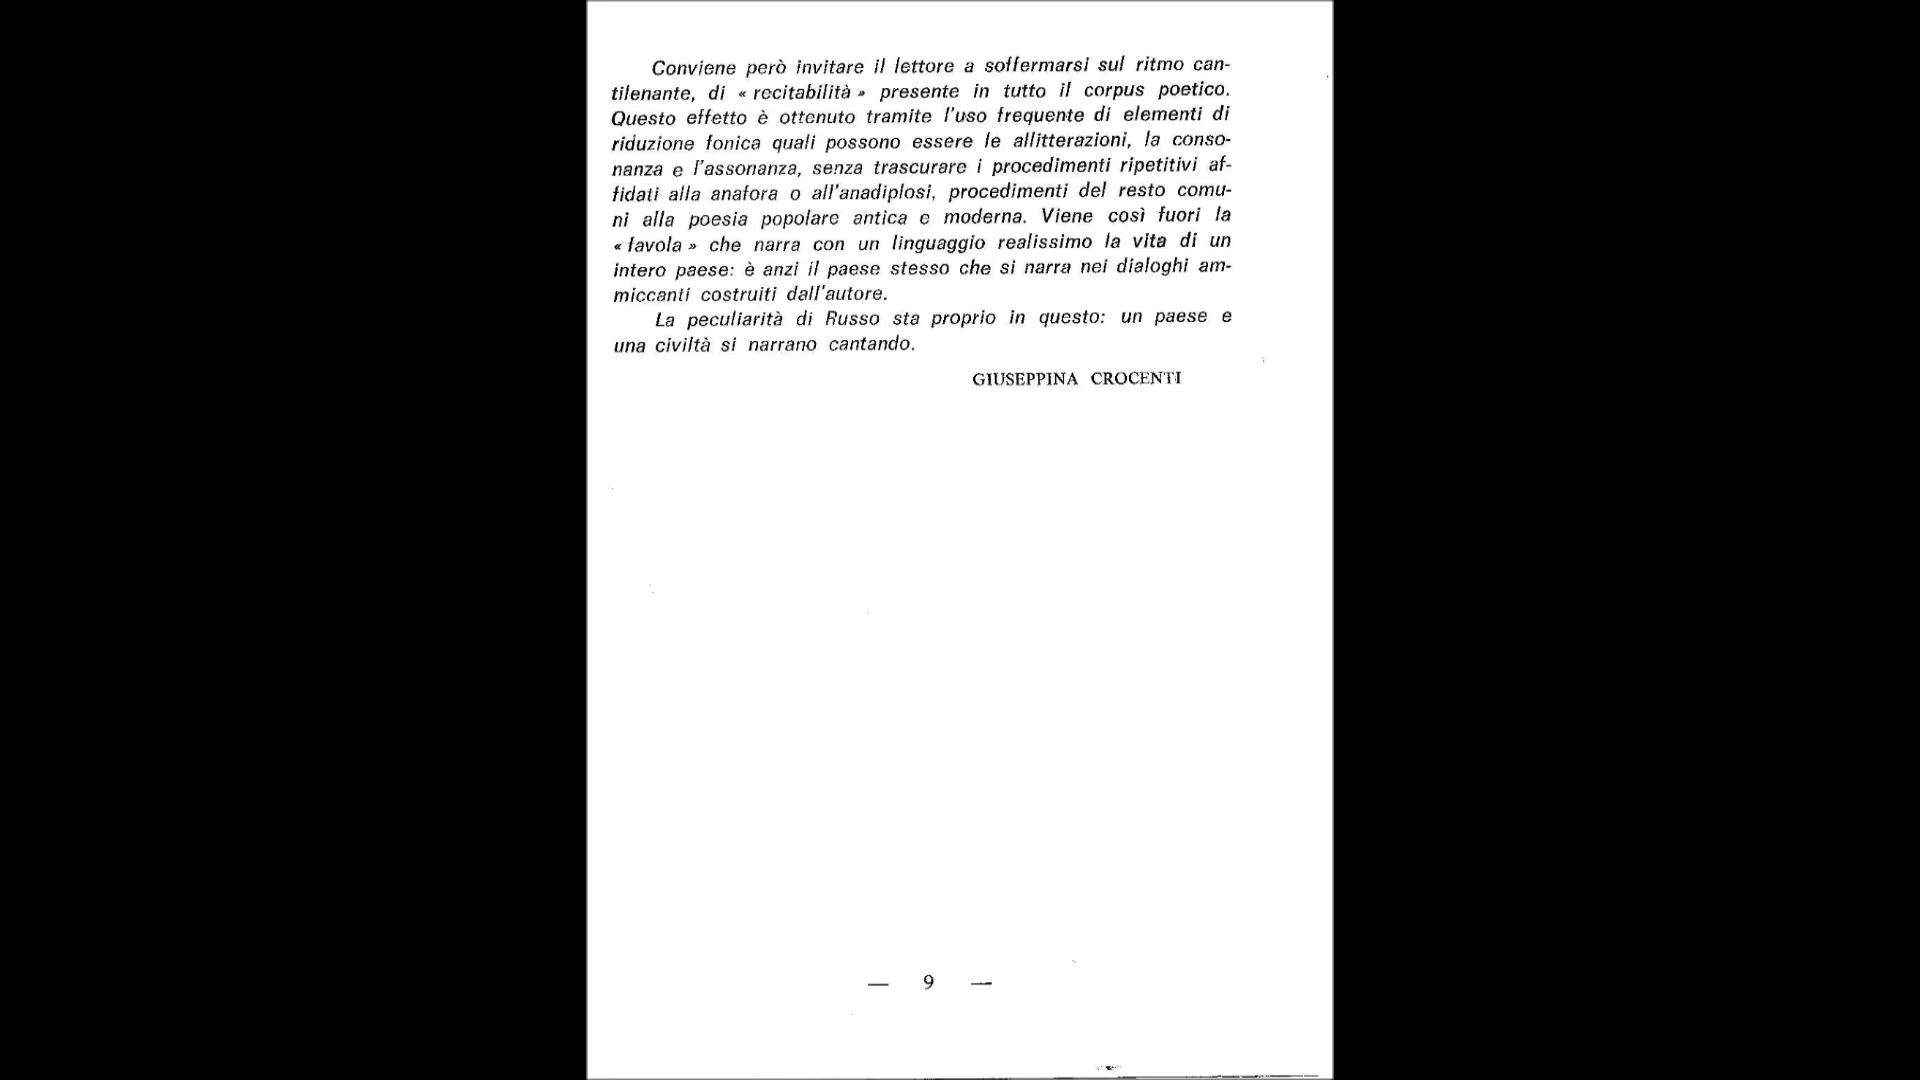 Conviene però invitare il lettore a soffermarsi sul ritmo can-
tilenante, di « recitabilità » presente in tutto il corpus poetico.
Questo effetto è ottenuto tramite l'uso frequente di elementi di
riduzione fonica quali possono essere le allitterazioni, la conso-
nanza e l'assonanza, senza trascurare i procedimenti ripetitivi af-
fidati alla anafora o all'anadiplosi, procedimenti del resto comu-
ni alla poesia popolare antica e moderna. Viene così fuori la
« favola » che narra con un linguaggio realissimo la vita di un
intero paese: è anzi il paese stesso che si narra nei dialoghi am-
miccanti costruiti dall'autore.
La peculiarità di Russo sta proprio in questo: un paese e
una civiltà si narrano cantando.
GIUSEPPINA CROCENTI
— 9 —